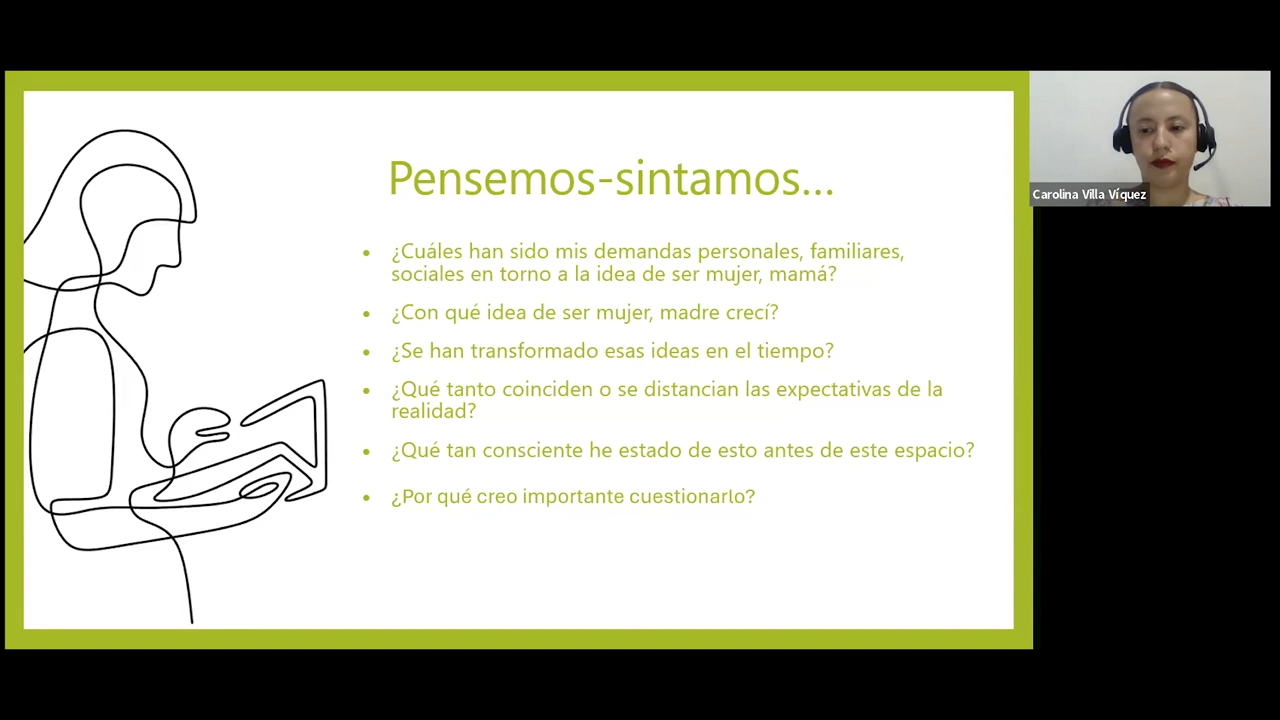 Pensemos-sintamos...
• ¿Cuáles han sido mis demandas personales, familiares,
sociales en torno a la idea de ser mujer, mamá?
• ¿Con qué idea de ser mujer, madre crecí?
• ¿Se han transformado esas ideas en el tiempo?
• ¿Qué tanto coinciden o se distancian las expectativas de la
realidad?
• ¿Qué tan consciente he estado de esto antes de este espacio?
• ¿Por qué creo importante cuestionarlo?
Carolina Villa Víquez